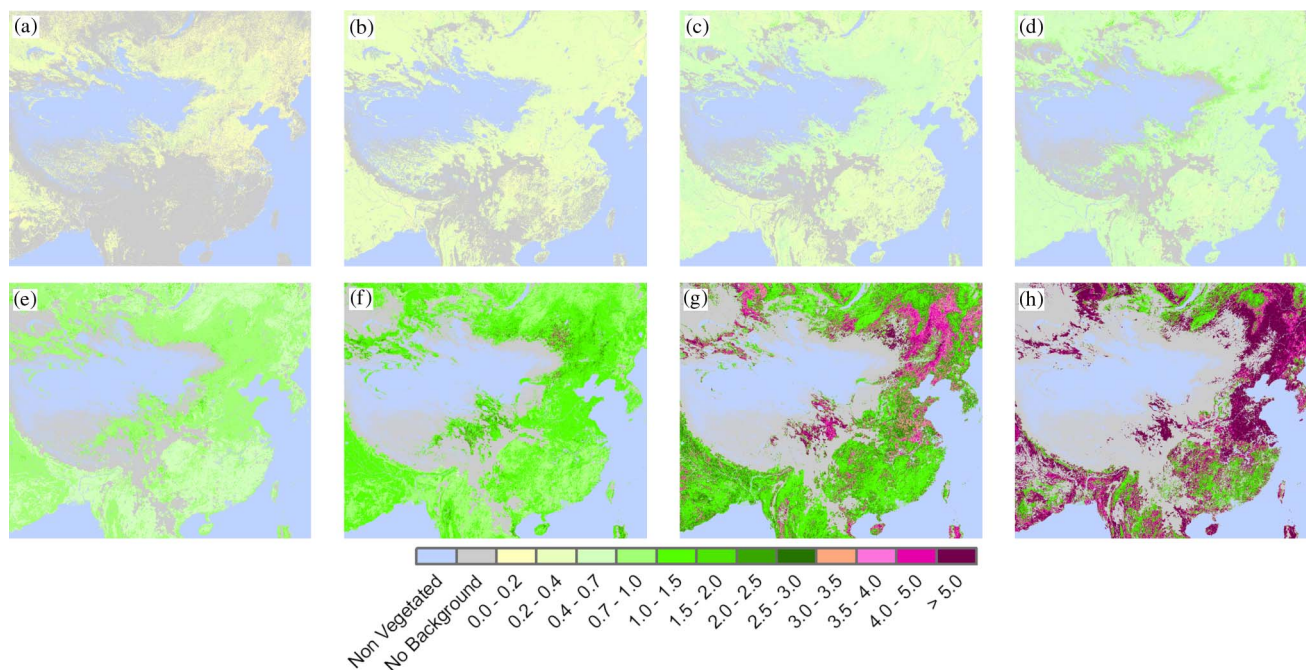 (a)
(b)
(c)
(d)
(e)
(f)
(g)
(h)
Non Vegetated
No Background
0.0 - 0.2
0.2 - 0.4
0.4 - 0.7
0.7 - 1.0
1.0 - 1.5
1.5 - 2.0
2.0 - 2.5
2.5 - 3.0
3.0 - 3.5
3.5 - 4.0
4.0 - 5.0
> 5.0